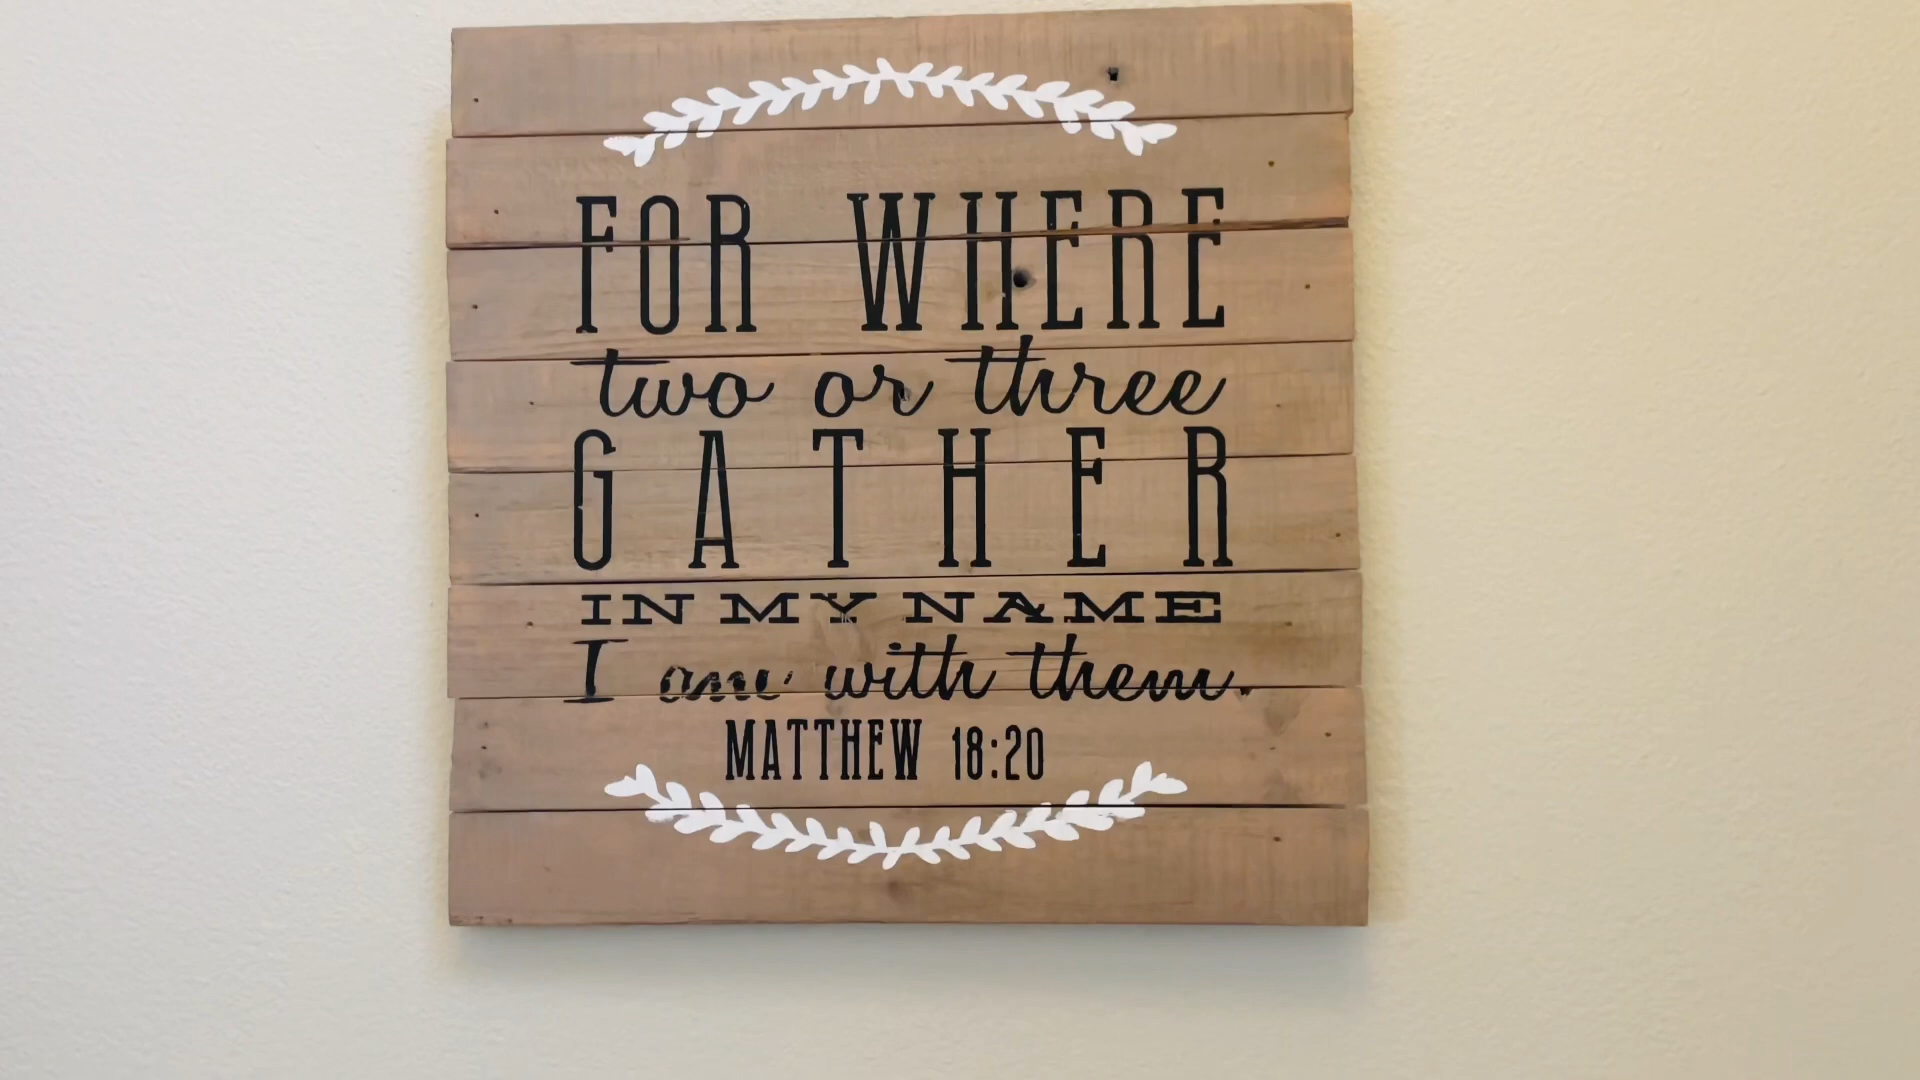 FOR WHERE
two or three
GATHER
IN MY NAME
I am with them.
MATTHEW 18:20